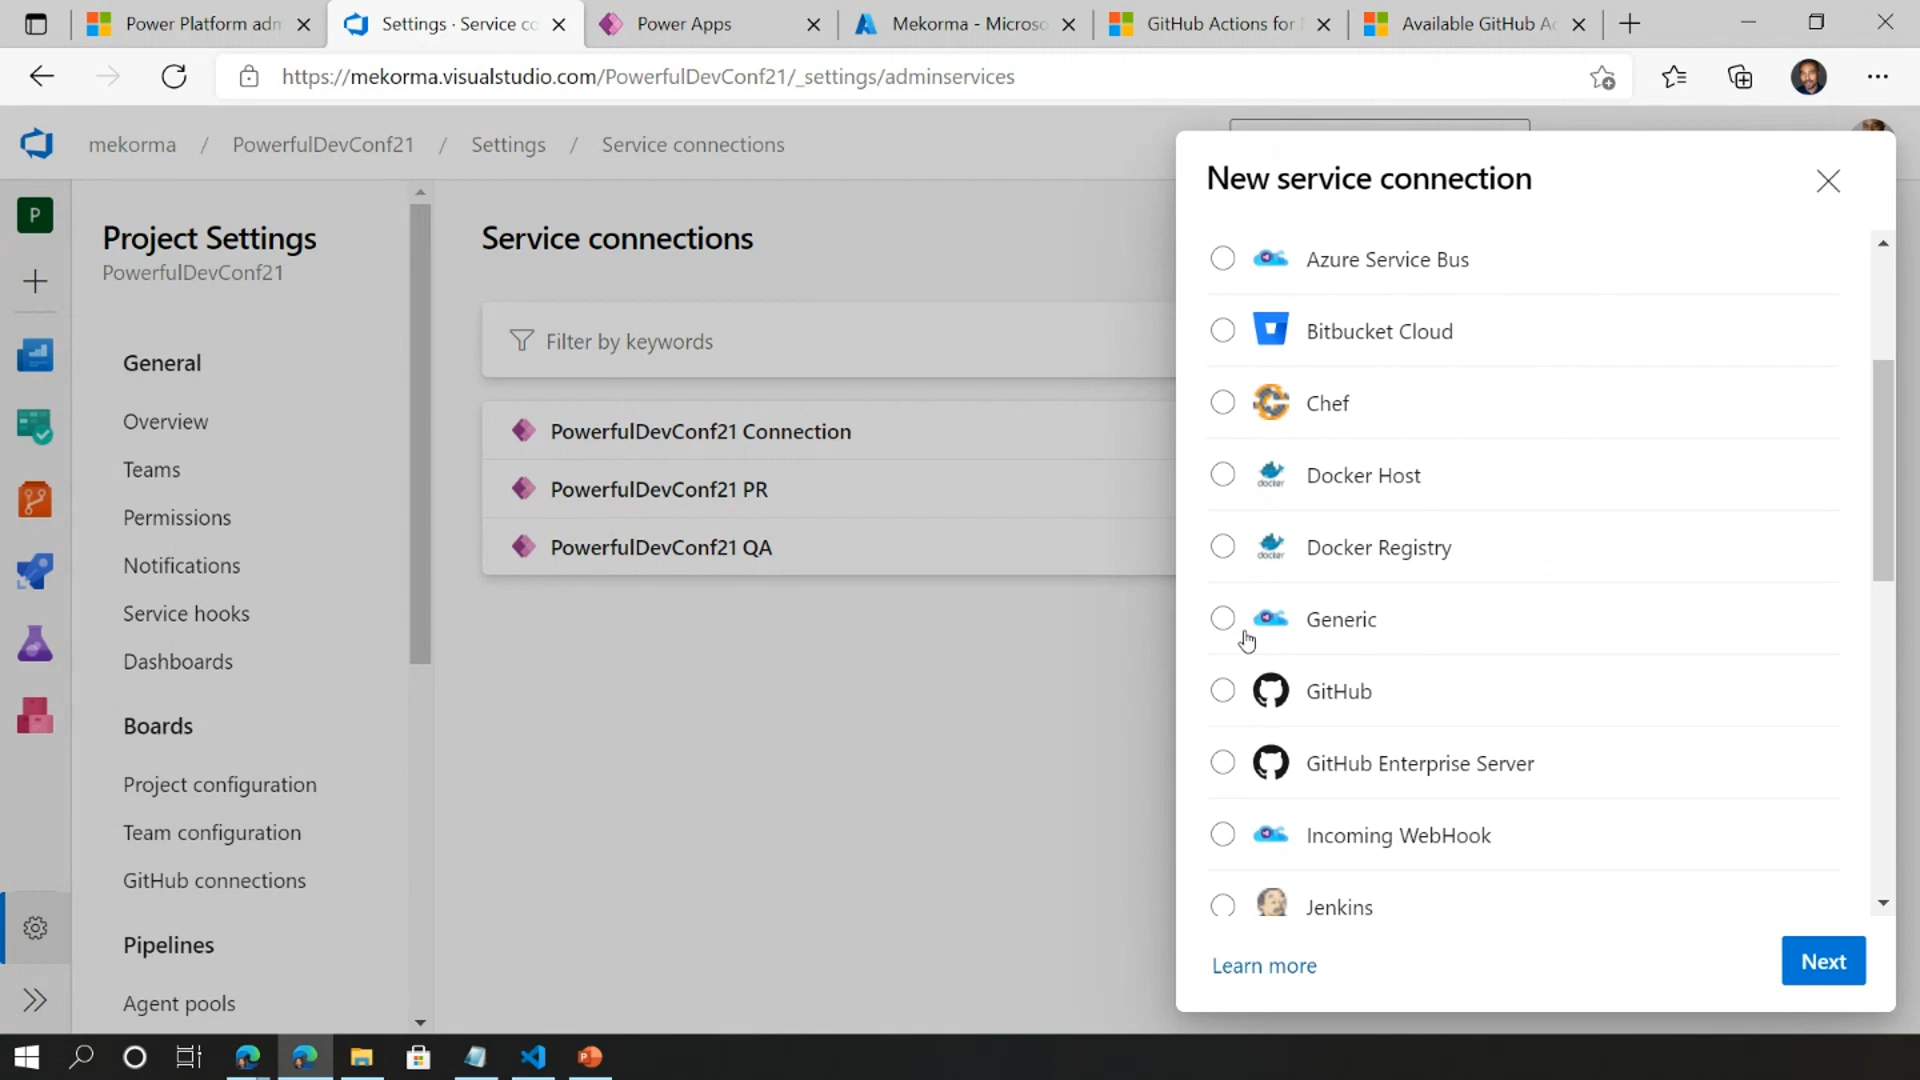 Power Platform adn
Settings · Service co
Power Apps
Mekorma - Microso
GitHub Actions for
Available GitHub Ac
https://mekorma.visualstudio.com/PowerfulDevConf21/_settings/adminservices
mekorma / PowerfulDevConf21 / Settings / Service connections
P
Project Settings
PowerfulDevConf21
General
Overview
Teams
Permissions
Notifications
Service hooks
Dashboards
Boards
Project configuration
Team configuration
GitHub connections
Pipelines
Agent pools
Service connections
Filter by keywords
PowerfulDevConf21 Connection
PowerfulDevConf21 PR
PowerfulDevConf21 QA
New service connection
Azure Service Bus
Bitbucket Cloud
Chef
docker
Docker Host
docker
Docker Registry
Generic
GitHub
GitHub Enterprise Server
Incoming WebHook
Jenkins
Learn more
Next